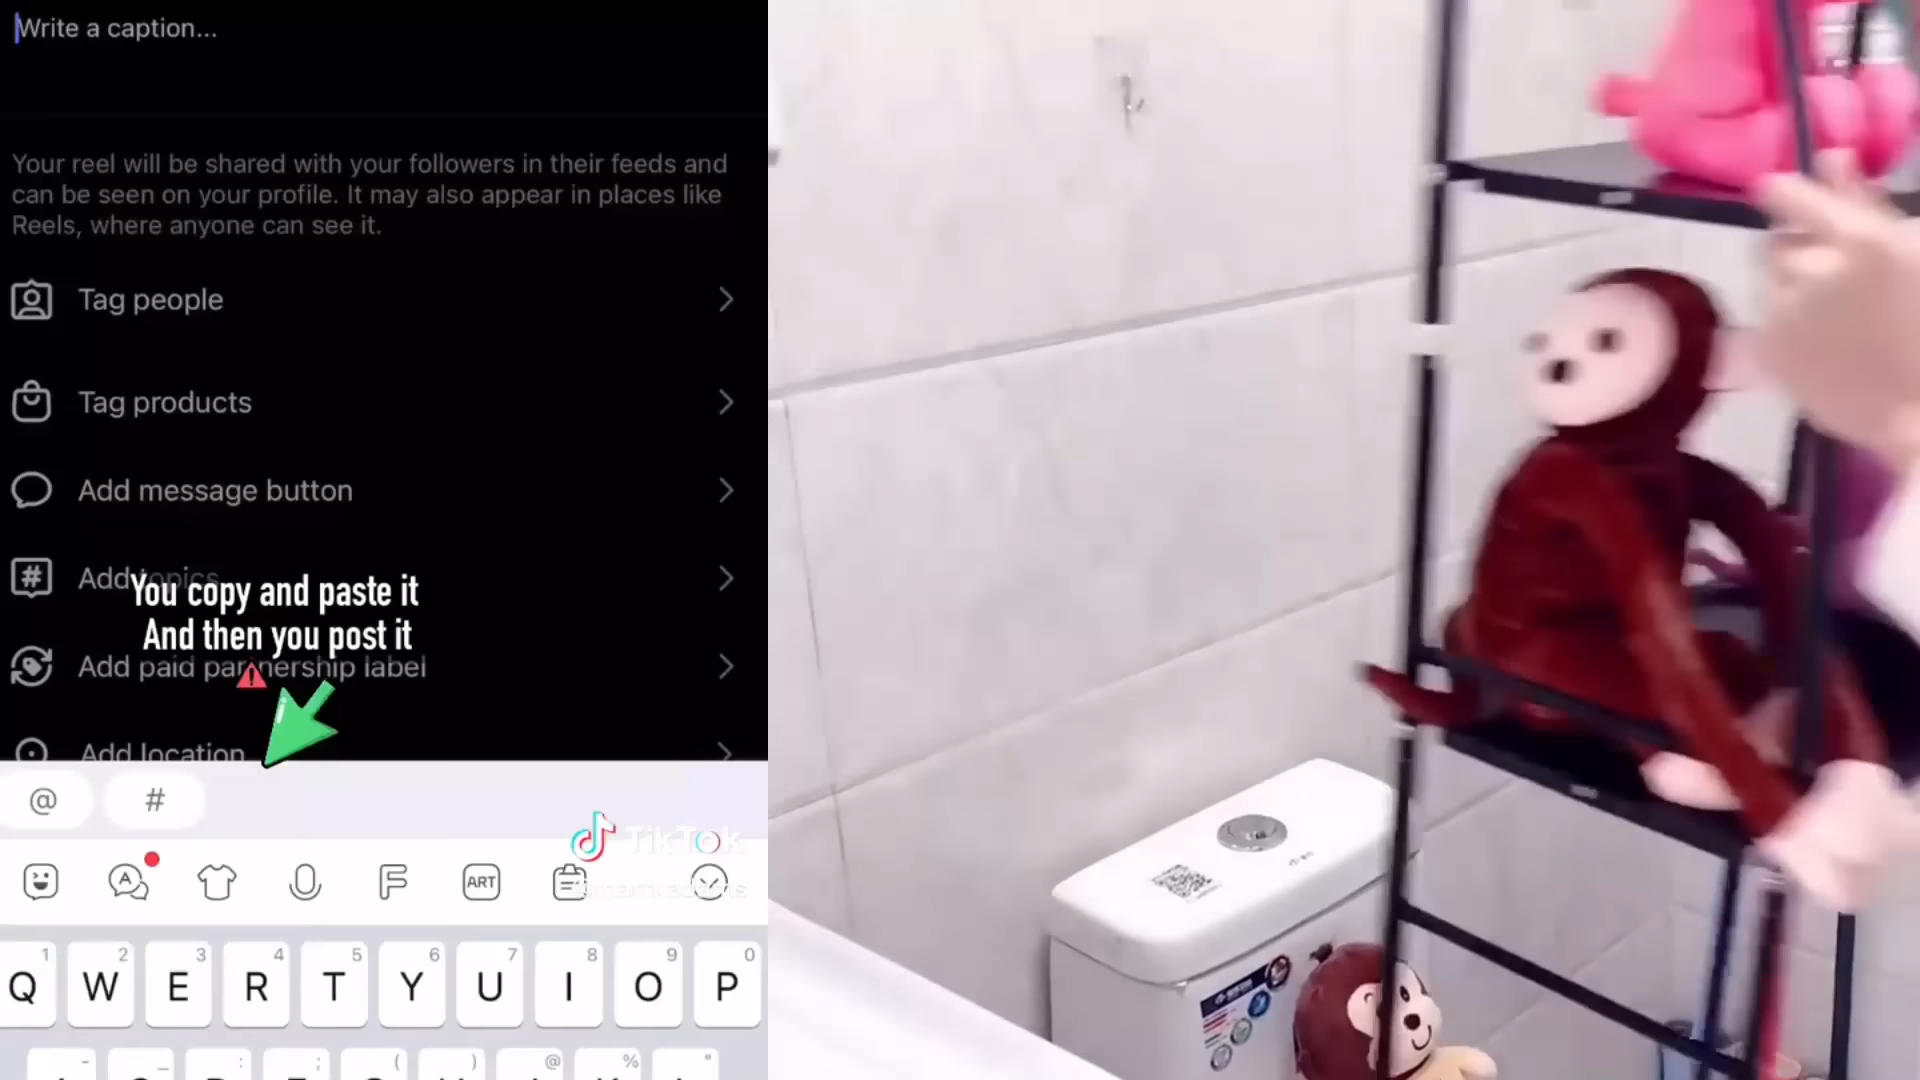 Write a caption...
Your reel will be shared with your followers in their feeds and
can be seen on your profile. It may also appear in places like
Reels, where anyone can see it.
Tag people
Tag products
Add message button
Add topics
You copy and paste it
And then you post it
Add paid partnership label
Add location
@ #
TikTok
ART
1 2 3 4 5 6 7 8 9 0
Q W E R T Y U I O P
- _ : ; ( ) @ % "